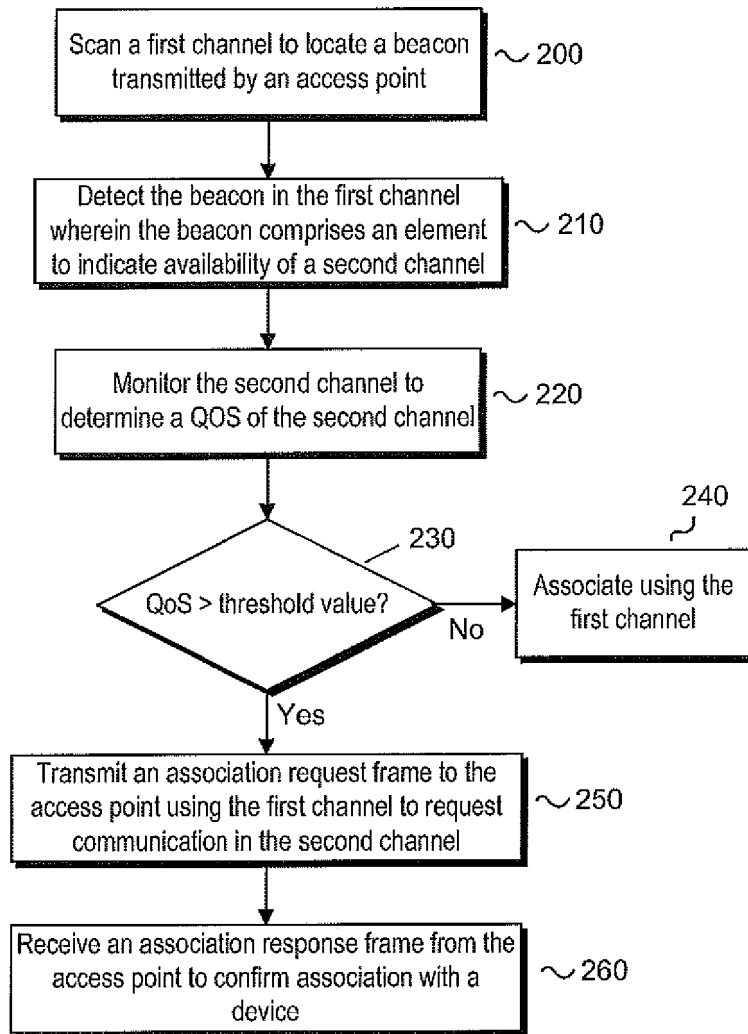 Scan a first channel to locate a beacon
transmitted by an access point
200
Detect the beacon in the first channel
wherein the beacon comprises an element
to indicate availability of a second channel
210
Monitor the second channel to
determine a QOS of the second channel
220
230
QoS > threshold value?
No
240
Associate using the
first channel
Yes
Transmit an association request frame to the
access point using the first channel to request
communication in the second channel
250
Receive an association response frame from the
access point to confirm association with a
device
260